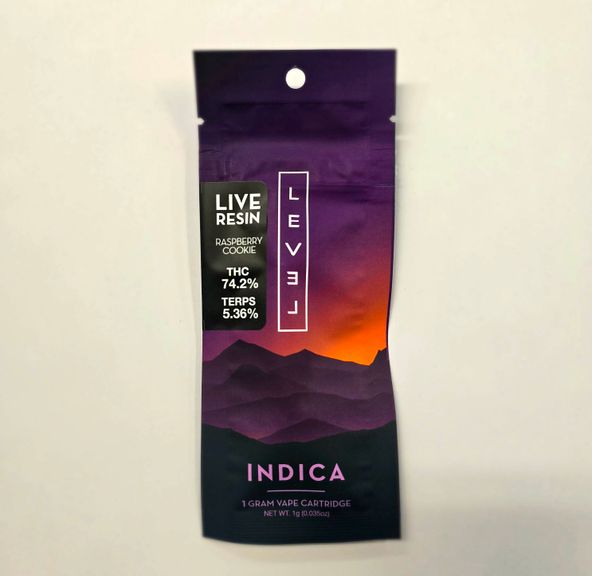 LIVE
RESIN
RASPBERRY
COOKIE
THC
74.2%
TERPS
5.36%
LEVEL
INDICA
1 GRAM VAPE CARTRIDGE
NET WT. 1g (0.035oz)